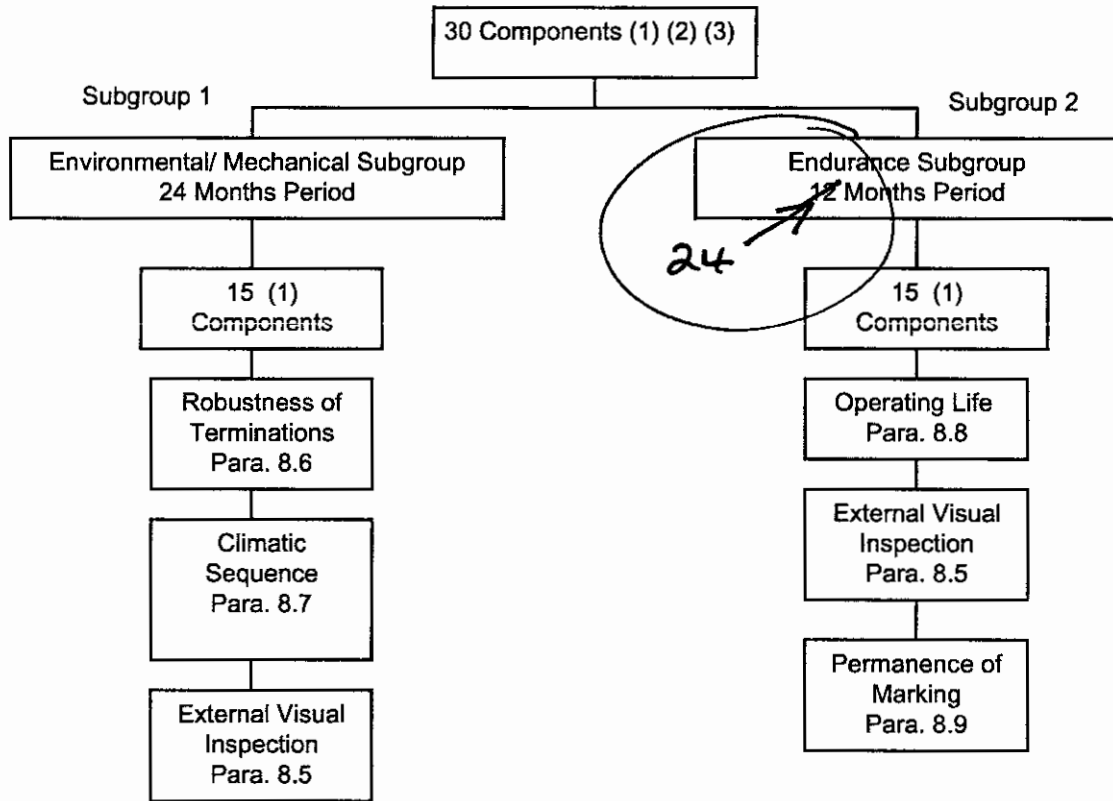 30 Components (1) (2) (3)
Subgroup 1
Subgroup 2
Environmental/ Mechanical Subgroup
24 Months Period
Endurance Subgroup
12 Months Period
24
15 (1)
Components
15 (1)
Components
Robustness of
Terminations
Para. 8.6
Operating Life
Para. 8.8
Climatic
Sequence
Para. 8.7
External Visual
Inspection
Para. 8.5
External Visual
Inspection
Para. 8.5
Permanence of
Marking
Para. 8.9